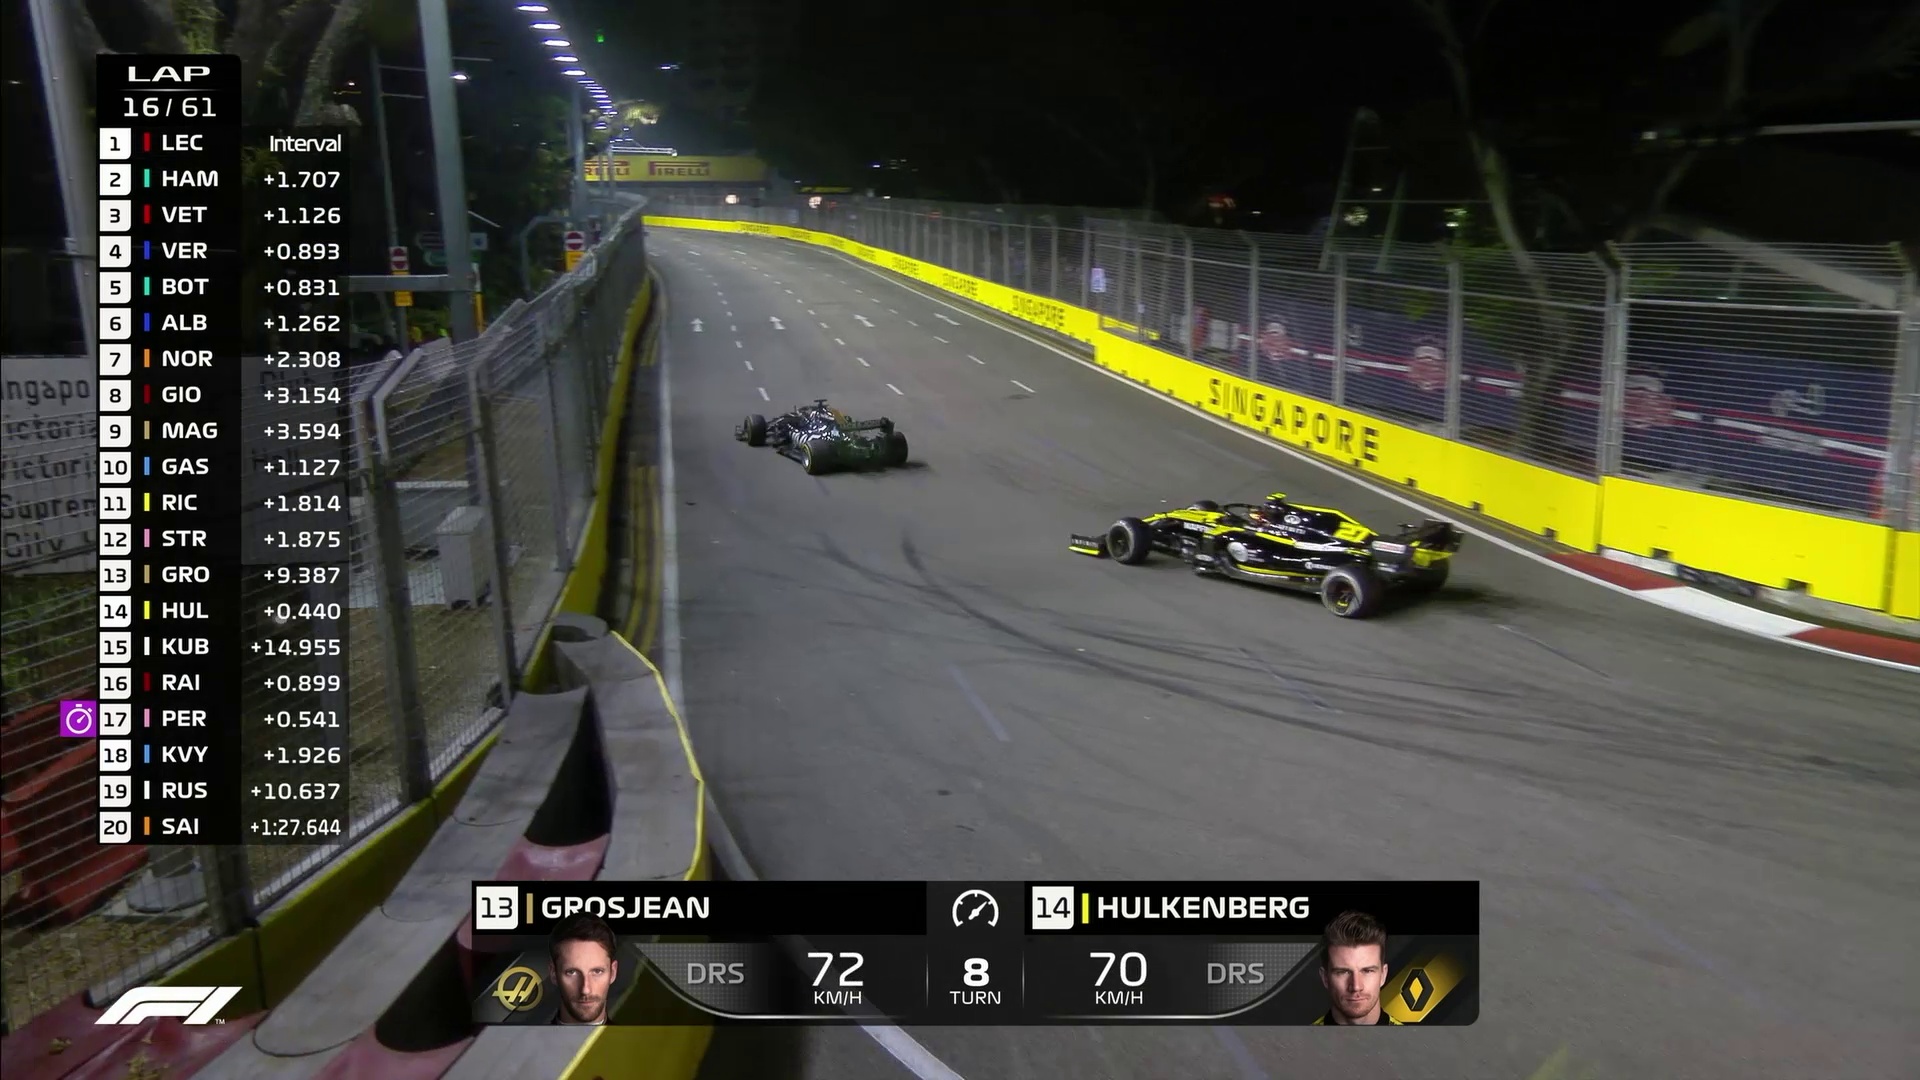 LAP
16/61
1 LEC Interval
2 HAM +1.707
3 VET +1.126
4 VER +0.893
5 BOT +0.831
6 ALB +1.262
7 NOR +2.308
8 GIO +3.154
9 MAG +3.594
10 GAS +1.127
11 RIC +1.814
12 STR +1.875
13 GRO +9.387
14 HUL +0.440
15 KUB +14.955
16 RAI +0.899
17 PER +0.541
18 KVY +1.926
19 RUS +10.637
20 SAI +1:27.644
PIRELLI
SINGAPORE
SINGAPORE
SINGAPORE
13 GROSJEAN
14 HULKENBERG
DRS 72 8 70 DRS
KM/H TURN KM/H
F1 TM